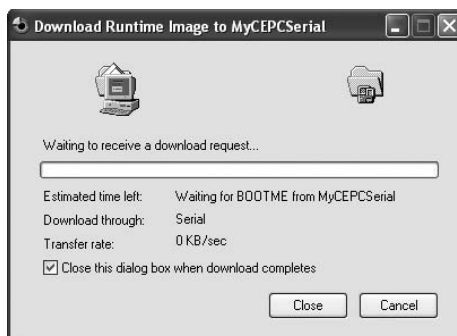 Download Runtime Image to MyCEPCSerial
Waiting to receive a download request...
Estimated time left: Waiting for BOOTME from MyCEPCSerial
Download through: Serial
Transfer rate: 0 KB/sec
Close this dialog box when download completes
Close Cancel